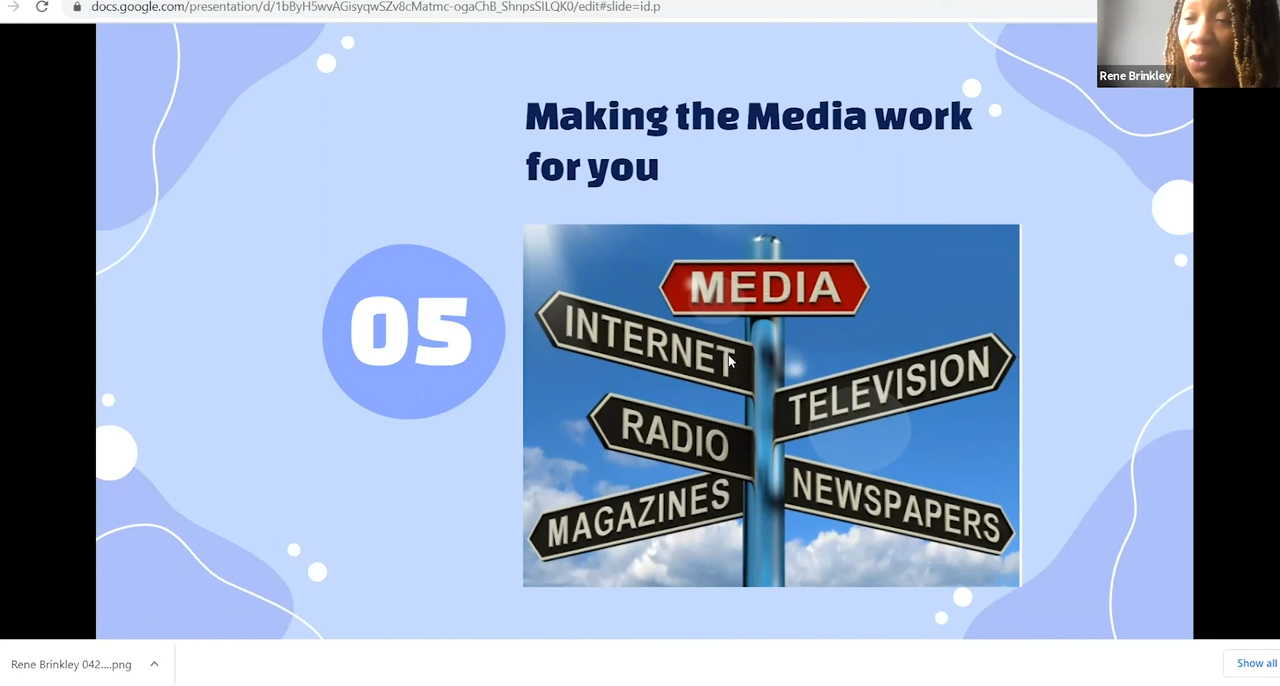 docs.google.com/presentation/d/1bByH5wvAGisyqwSZv8cMatmc-ogaChB_ShnpsSILQK0/edit#slide=id.p
Rene Brinkley
Making the Media work
for you
05
MEDIA
INTERNET
TELEVISION
RADIO
MAGAZINES
NEWSPAPERS
Rene Brinkley 042....png
Show all